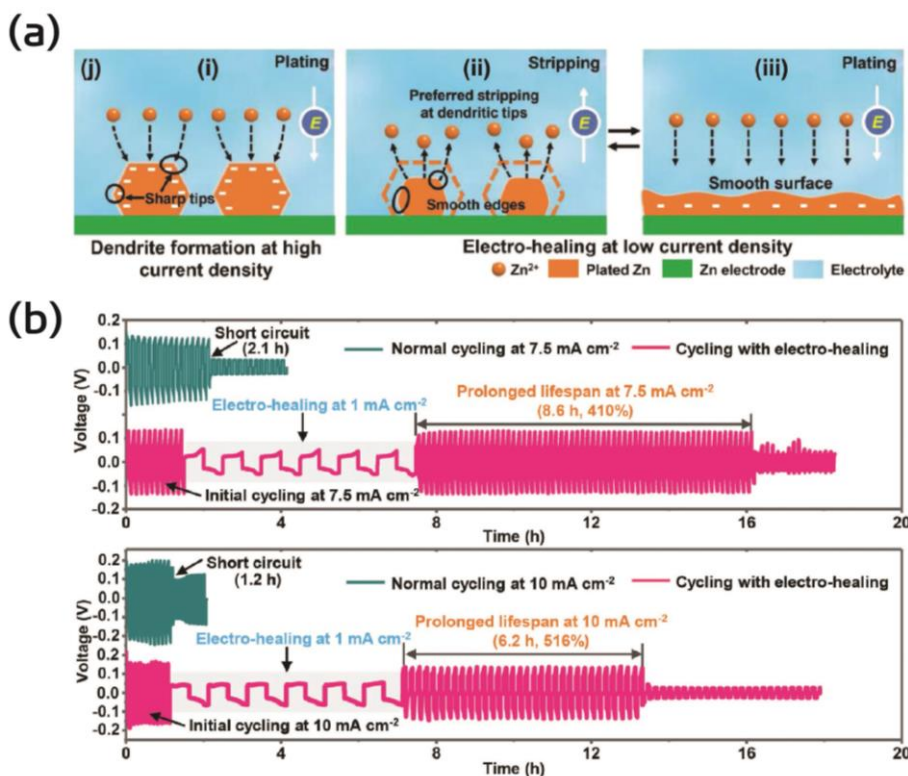 (a)
(j) (i) Plating
E
Sharp tips
Dendrite formation at high
current density
(ii) Stripping
Preferred stripping
at dendritic tips
E
Smooth edges
(iii) Plating
E
Smooth surface
Electro-healing at low current density
Zn²⁺ Plated Zn Zn electrode Electrolyte
(b)
Voltage (V)
0.2
0.1
0.0
-0.1
0.1
0.0
-0.1
-0.2
Short circuit
(2.1 h)
Normal cycling at 7.5 mA cm⁻² Cycling with electro-healing
Electro-healing at 1 mA cm⁻²
Prolonged lifespan at 7.5 mA cm⁻²
(8.6 h, 410%)
Initial cycling at 7.5 mA cm⁻²
0 4 8 12 16 20
Time (h)
Voltage (V)
0.2
0.1
0.0
-0.1
-0.2
0.1
0.0
-0.1
-0.2
Short circuit
(1.2 h)
Normal cycling at 10 mA cm⁻² Cycling with electro-healing
Electro-healing at 1 mA cm⁻²
Prolonged lifespan at 10 mA cm⁻²
(6.2 h, 516%)
Initial cycling at 10 mA cm⁻²
0 2 4 6 8 10 12 14 16 18 20
Time (h)